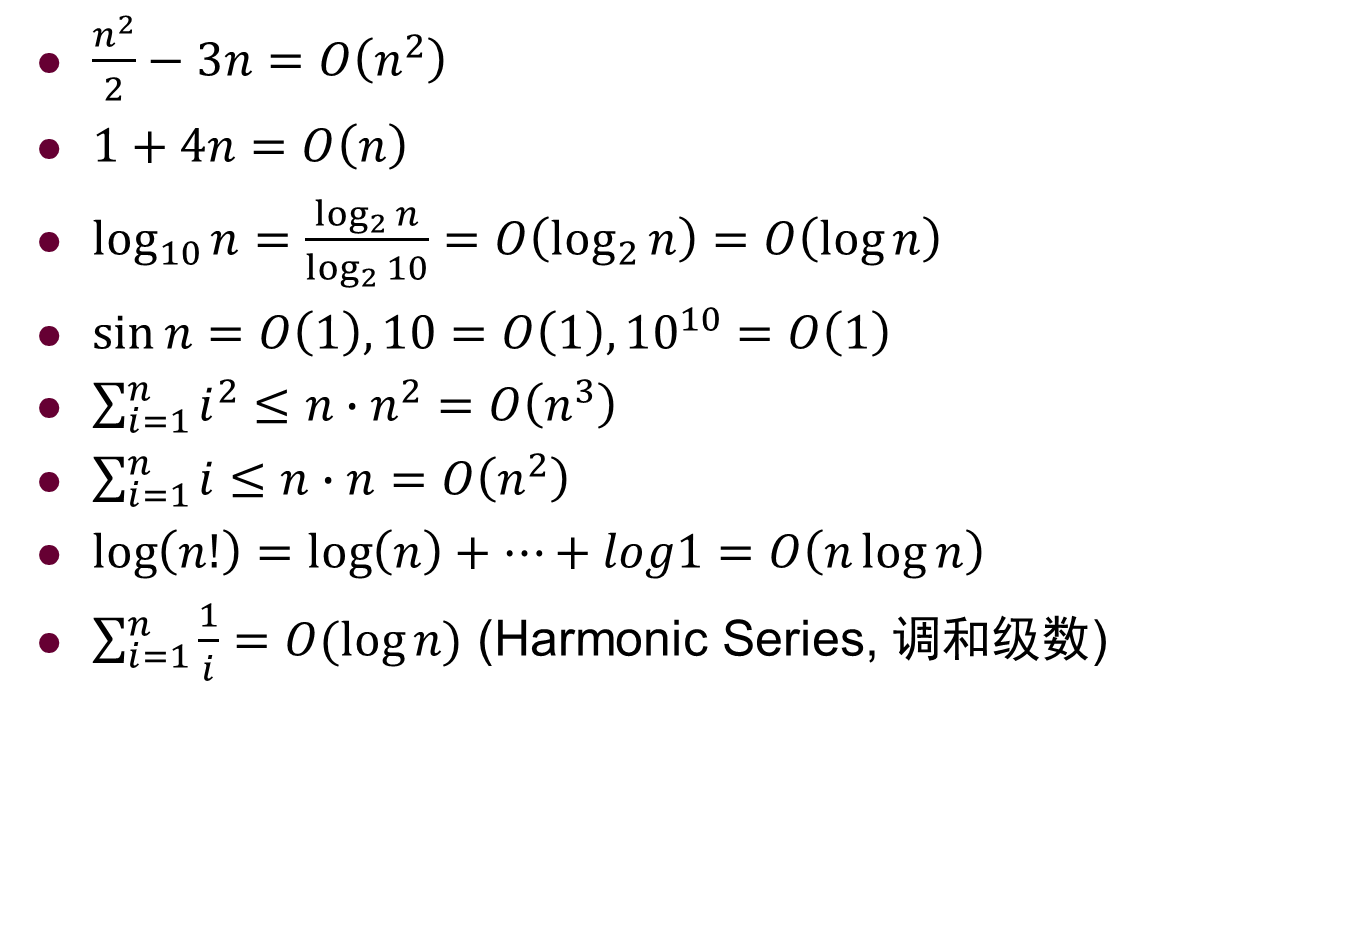 • n²/2 − 3n = O(n²)
• 1 + 4n = O(n)
• log₁₀ n = log₂ n / log₂ 10 = O(log₂ n) = O(log n)
• sin n = O(1), 10 = O(1), 10¹⁰ = O(1)
• ∑ᵢ₌₁ⁿ i² ≤ n · n² = O(n³)
• ∑ᵢ₌₁ⁿ i ≤ n · n = O(n²)
• log(n!) = log(n) + ⋯ + log1 = O(n log n)
• ∑ᵢ₌₁ⁿ 1/i = O(log n) (Harmonic Series, 调和级数)